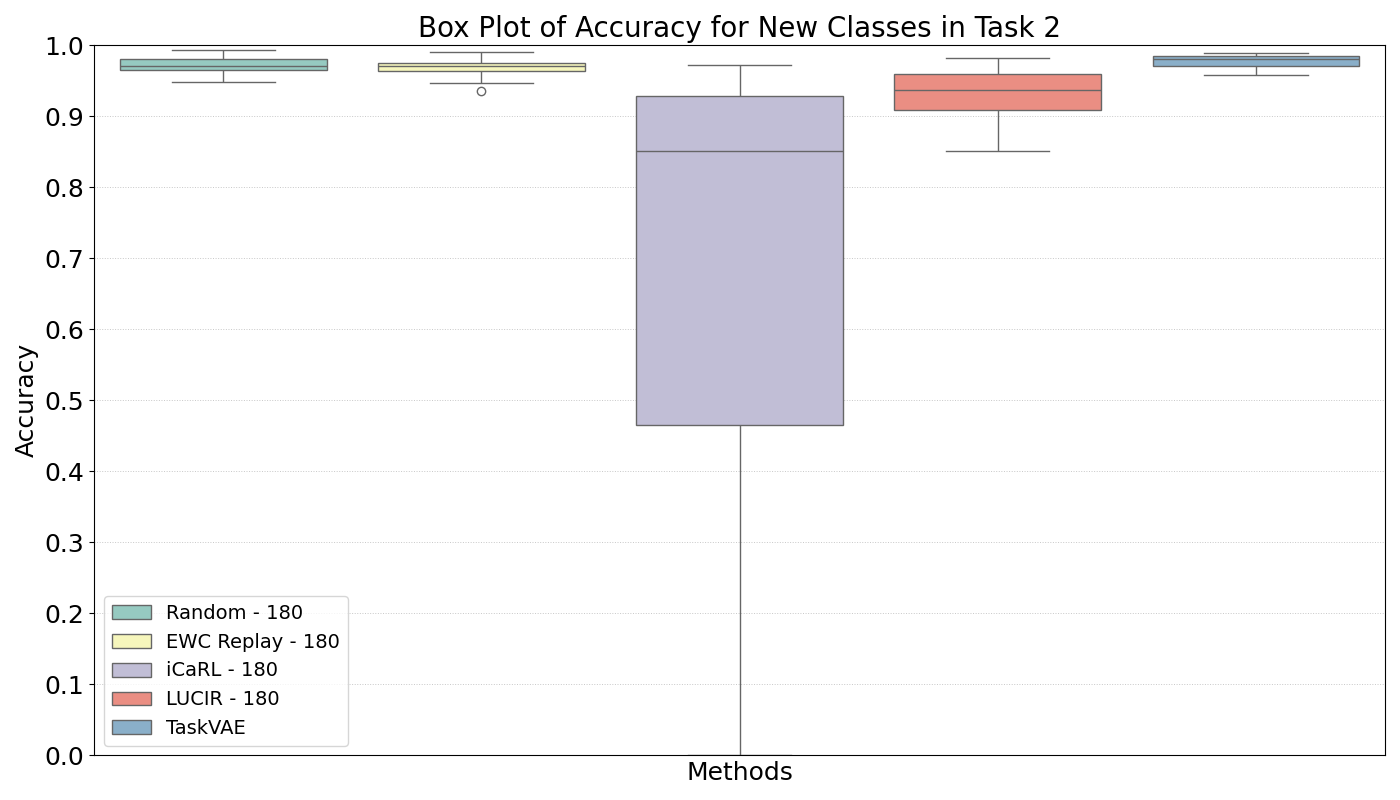 Box Plot of Accuracy for New Classes in Task 2
1.0
0.9
0.8
0.7
0.6
0.5
0.4
0.3
0.2
0.1
0.0
Accuracy
Random - 180
EWC Replay - 180
iCaRL - 180
LUCIR - 180
TaskVAE
Methods